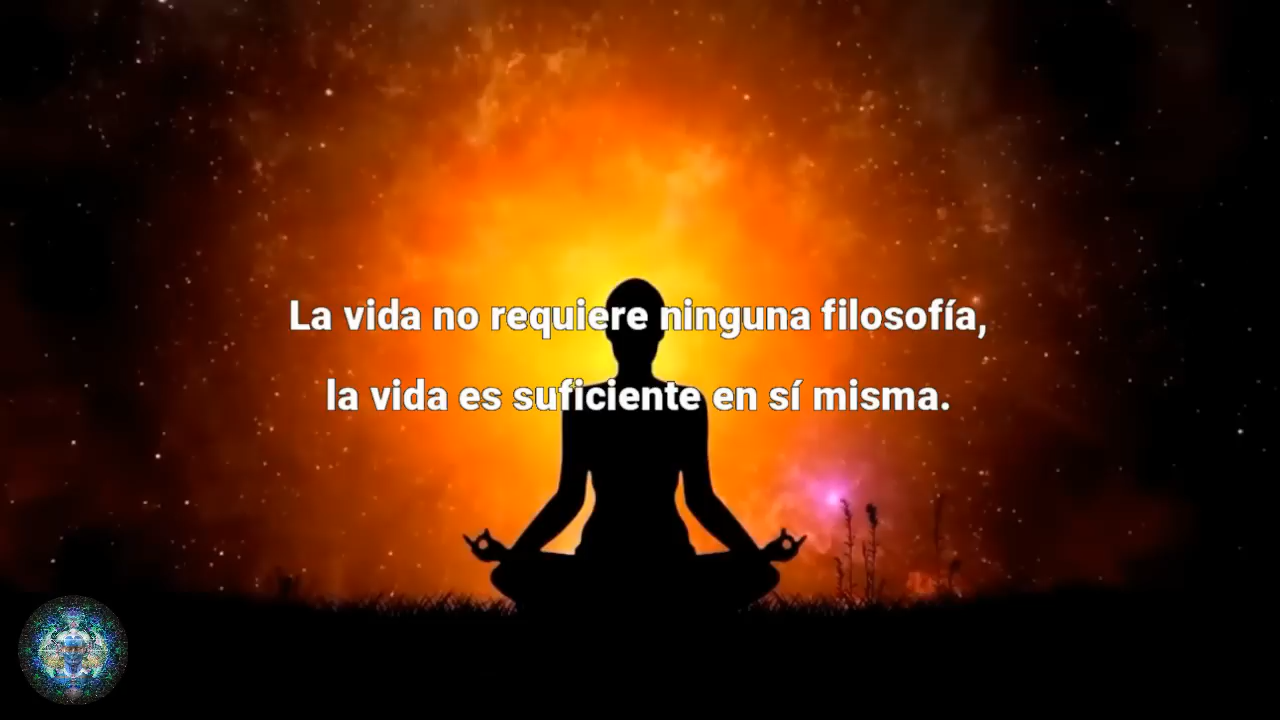 La vida no requiere ninguna filosofía,
la vida es suficiente en sí misma.